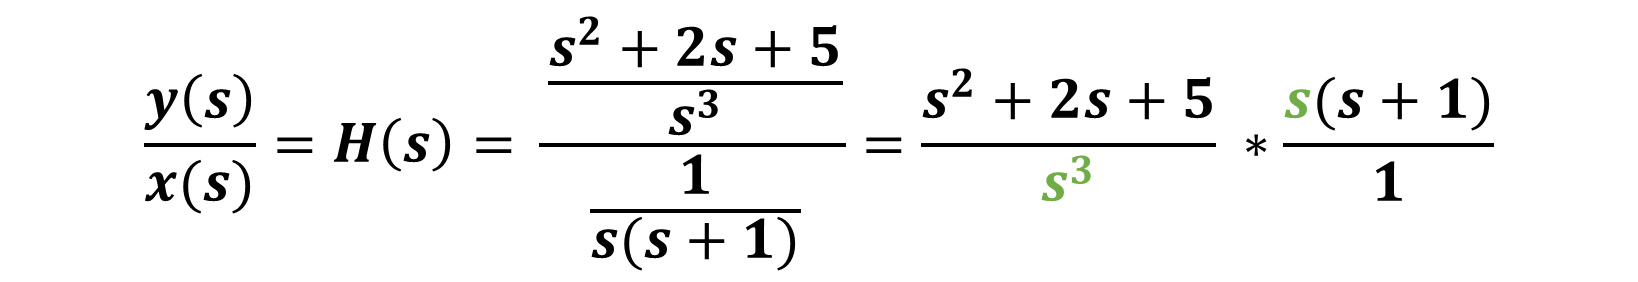 y(s)/x(s) = H(s) = ((s² + 2s + 5)/s³)/(1/(s(s + 1))) = (s² + 2s + 5)/s³ * s(s + 1)/1